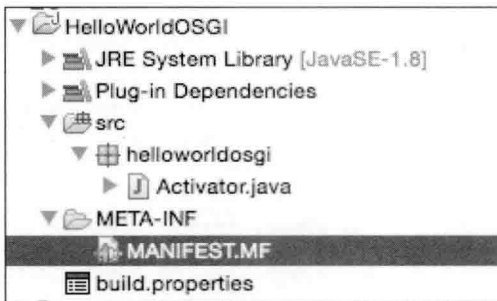 HelloWorldOSGI
JRE System Library [JavaSE-1.8]
Plug-in Dependencies
src
helloworldosgi
Activator.java
META-INF
MANIFEST.MF
build.properties